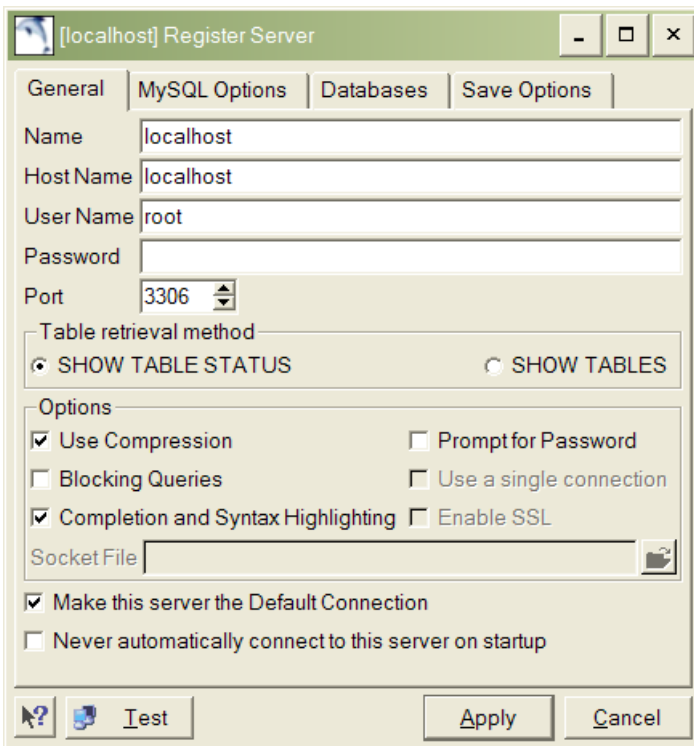 [localhost] Register Server
General MySQL Options Databases Save Options
Name localhost
Host Name localhost
User Name root
Password
Port 3306
Table retrieval method
SHOW TABLE STATUS SHOW TABLES
Options
Use Compression Prompt for Password
Blocking Queries Use a single connection
Completion and Syntax Highlighting Enable SSL
Socket File
Make this server the Default Connection
Never automatically connect to this server on startup
? Test Apply Cancel